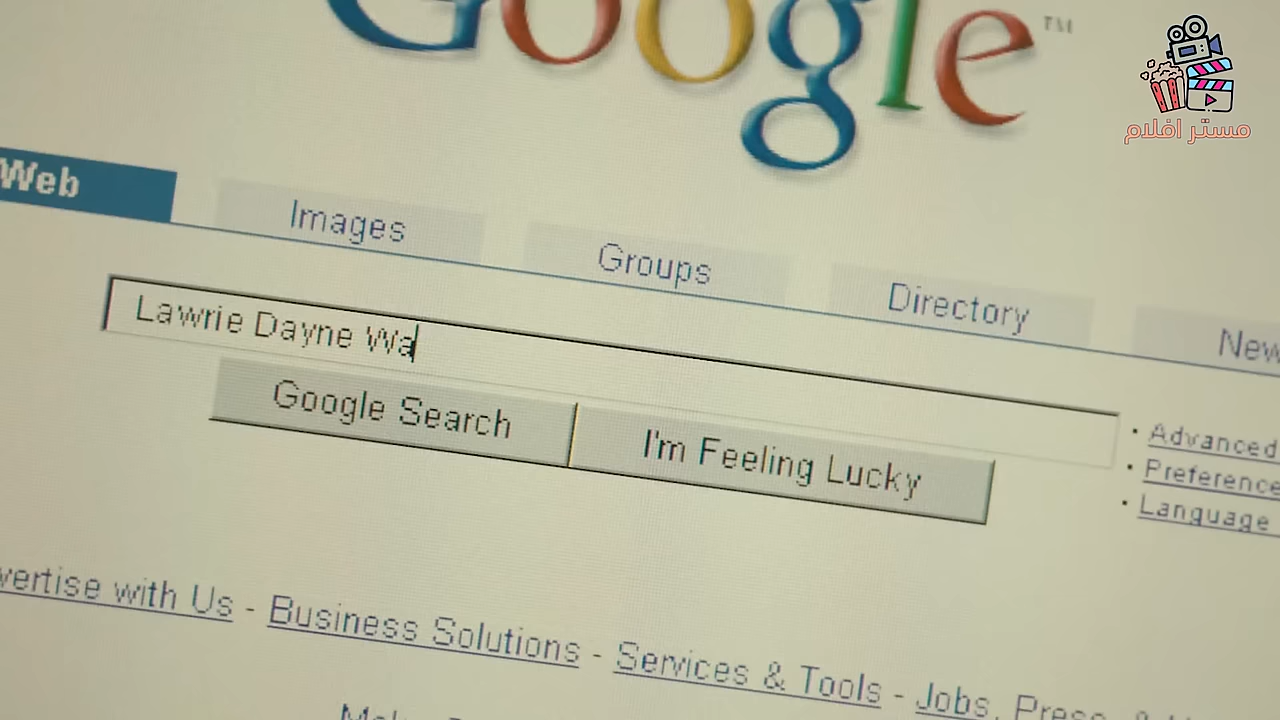 Google™
مستر افلام
Web Images Groups Directory
Lawrie Dayne Wa
Google Search I'm Feeling Lucky
• Advanced
• Preference
• Language
vertise with Us - Business Solutions - Services & Tools - Jobs, Press, &